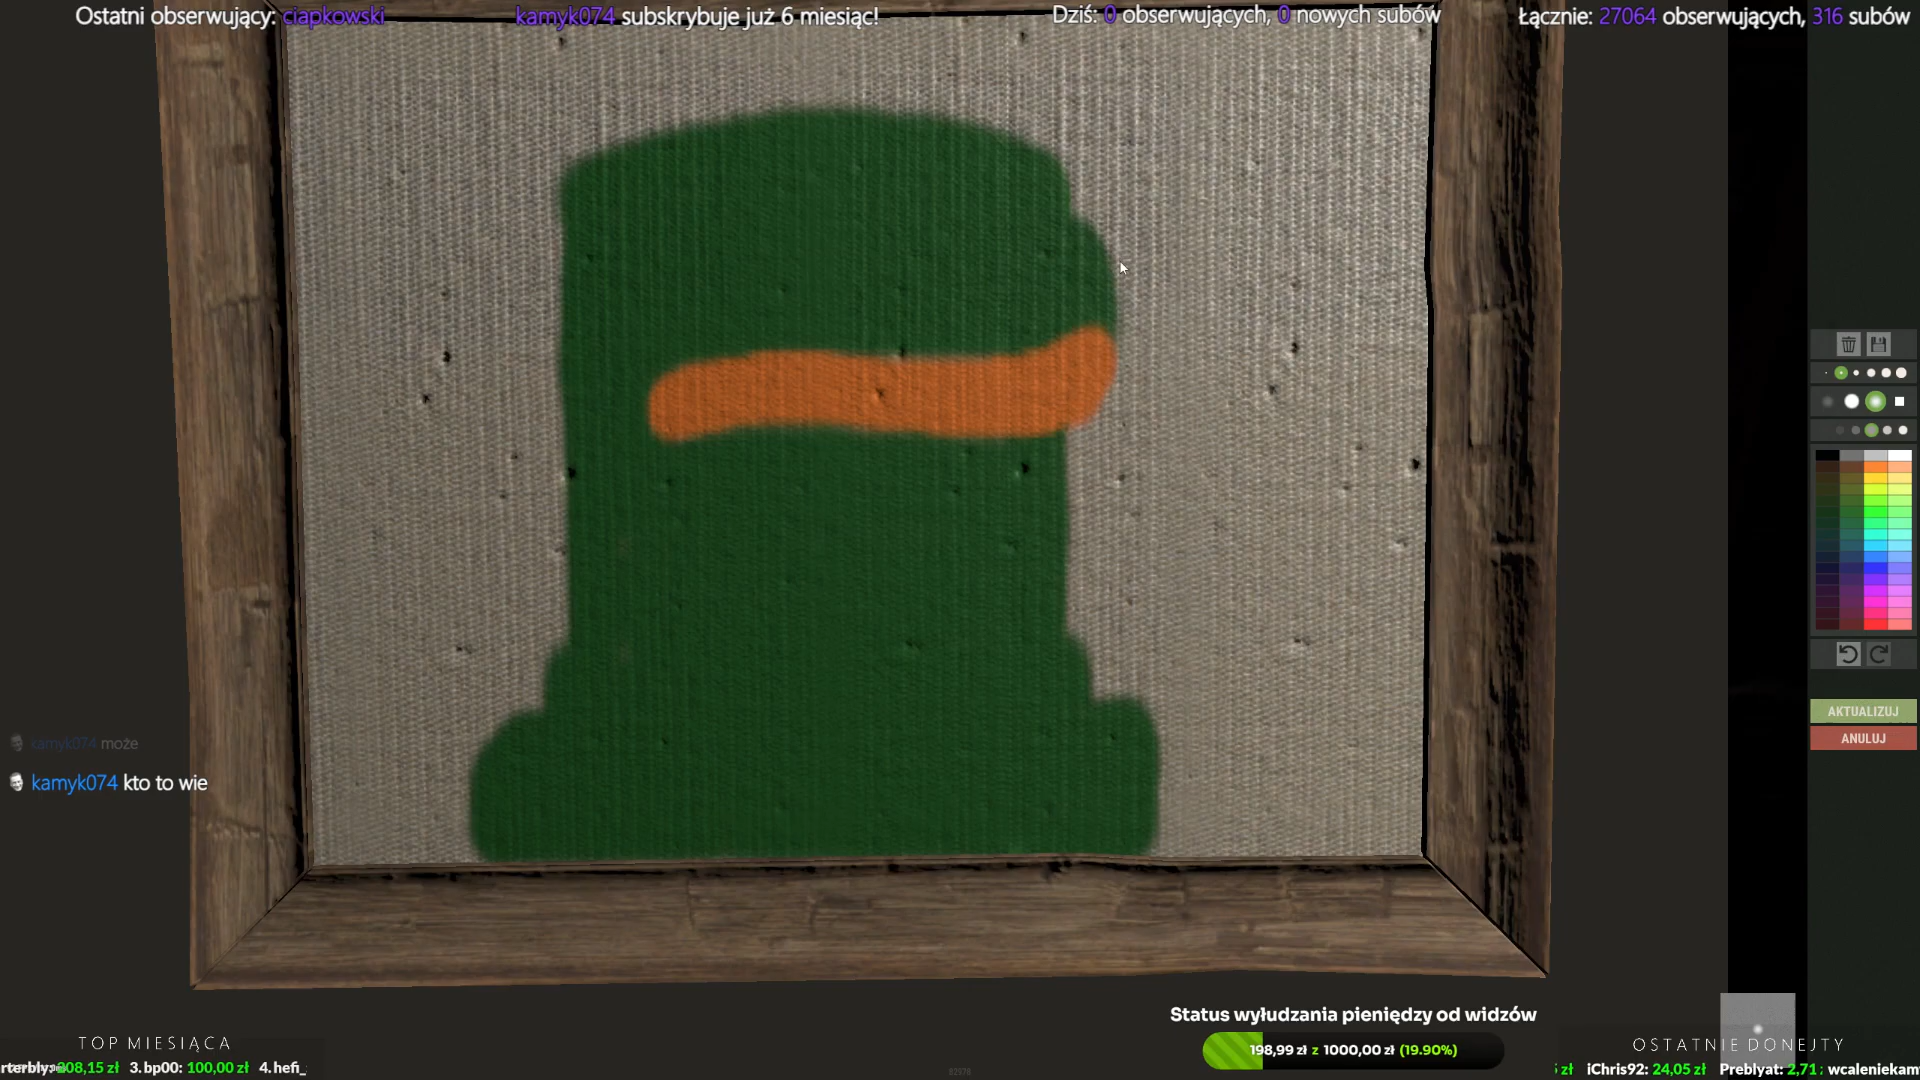 Ostatni obserwujący: ciapkowski
kamyk074 subskrybuje już 6 miesiąc!
Dziś: 0 obserwujących, 0 nowych subów
Łącznie: 27064 obserwujących, 316 subów
AKTUALIZUJ
ANULUJ
kamyk074 może
kamyk074 kto to wie
Status wyłudzania pieniędzy od widzów
198,99 zł z 1000,00 zł (19.90%)
TOP MIESIĄCA
rterbly: 208,15 zł 3. bp00: 100,00 zł 4. hefi_
OSTATNIE DONEJTY
zł iChris92: 24,05 zł Preblyat: 2,71 wcaleniekam